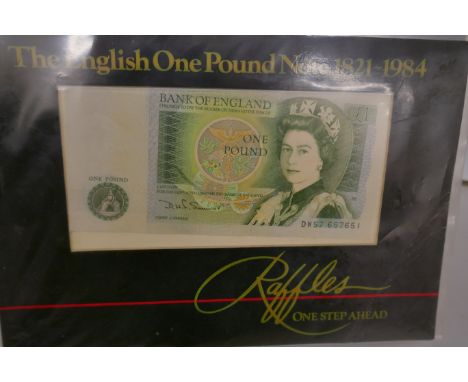 The English One Pound Note 1821-1984
BANK OF ENGLAND
£1
ONE
POUND
ONE POUND
DN57 667651
Raffles
ONE STEP AHEAD